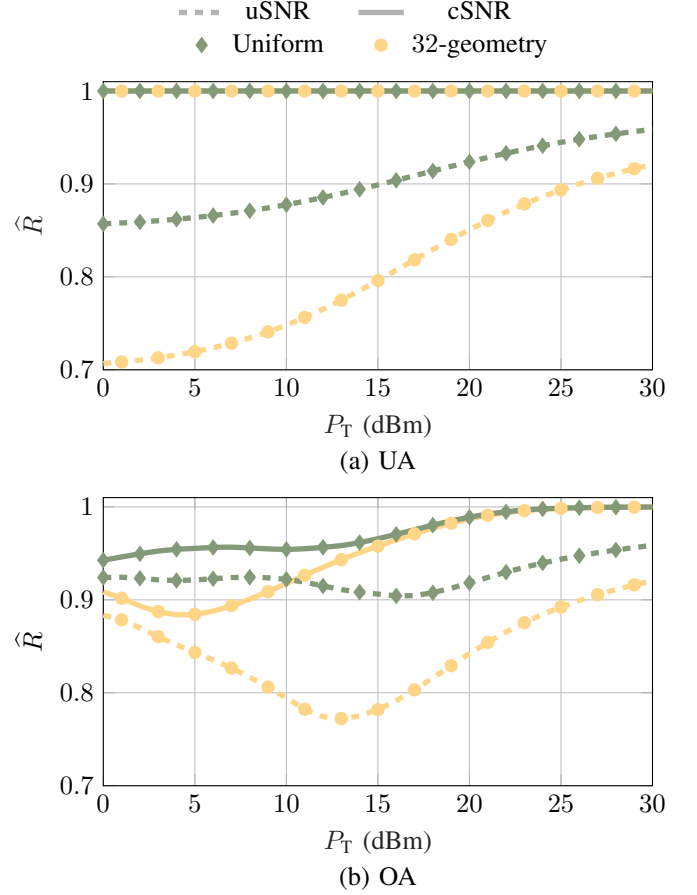 uSNR cSNR
Uniform 32-geometry
1
0.9
0.8
0.7
R̂
0 5 10 15 20 25 30
P_T (dBm)
(a) UA
1
0.9
0.8
0.7
R̂
0 5 10 15 20 25 30
P_T (dBm)
(b) OA